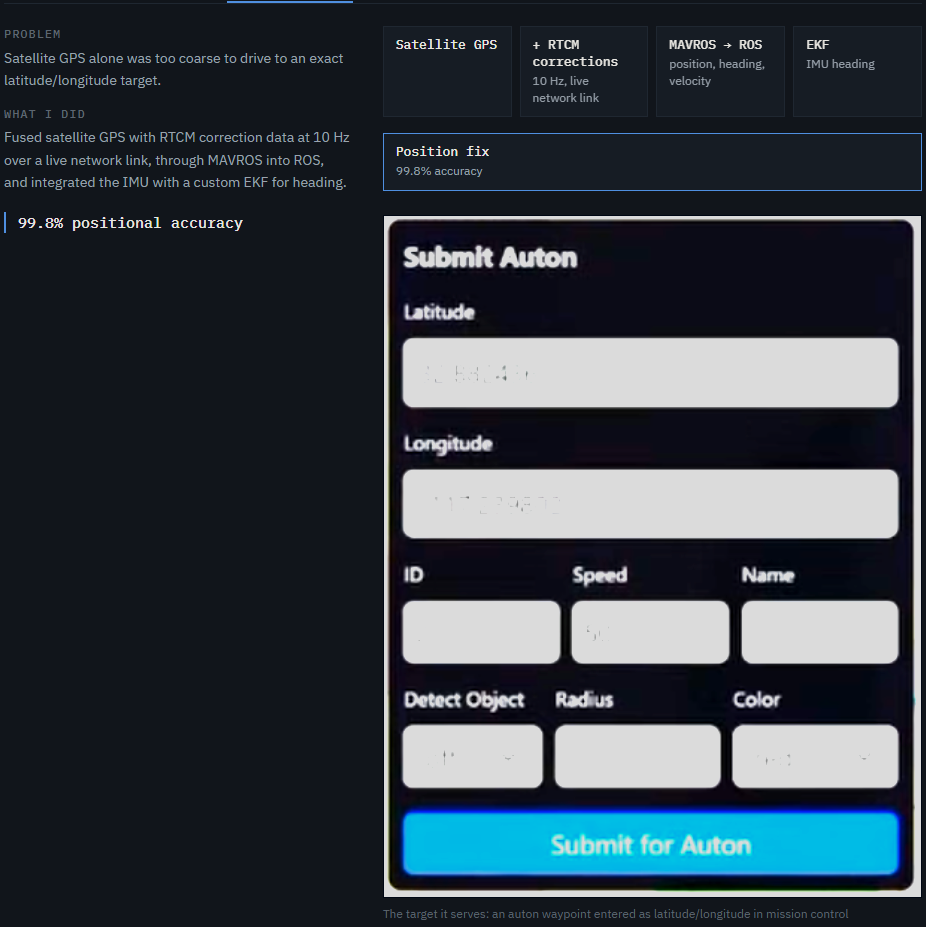 PROBLEM
Satellite GPS alone was too coarse to drive to an exact
latitude/longitude target.
WHAT I DID
Fused satellite GPS with RTCM correction data at 10 Hz
over a live network link, through MAVROS into ROS,
and integrated the IMU with a custom EKF for heading.
99.8% positional accuracy
Satellite GPS
+ RTCM
corrections
10 Hz, live
network link
MAVROS → ROS
position, heading,
velocity
EKF
IMU heading
Position fix
99.8% accuracy
Submit Auton
Latitude
Longitude
ID
Speed
Name
Detect Object
Radius
Color
Submit for Auton
The target it serves: an auton waypoint entered as latitude/longitude in mission control